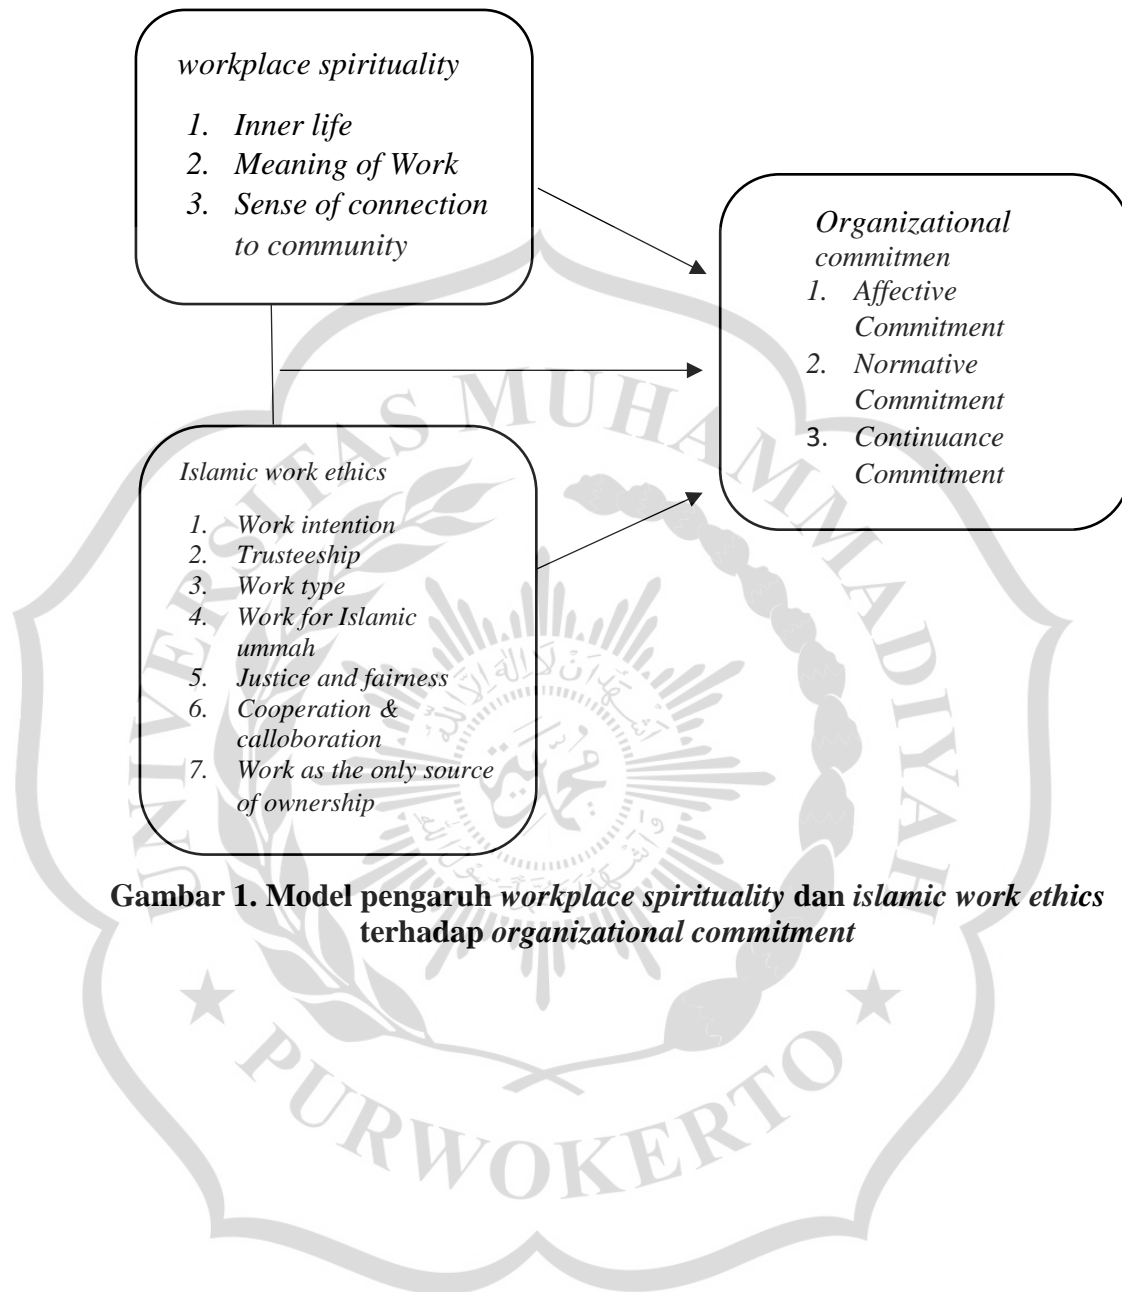 workplace spirituality
1. Inner life
2. Meaning of Work
3. Sense of connection
to community
Organizational
commitmen
1. Affective
Commitment
2. Normative
Commitment
3. Continuance
Commitment
Islamic work ethics
1. Work intention
2. Trusteeship
3. Work type
4. Work for Islamic
ummah
5. Justice and fairness
6. Cooperation &
calloboration
7. Work as the only source
of ownership
Gambar 1. Model pengaruh workplace spirituality dan islamic work ethics
terhadap organizational commitment
UNIVERSITAS MUHAMMADIYAH
PURWOKERTO